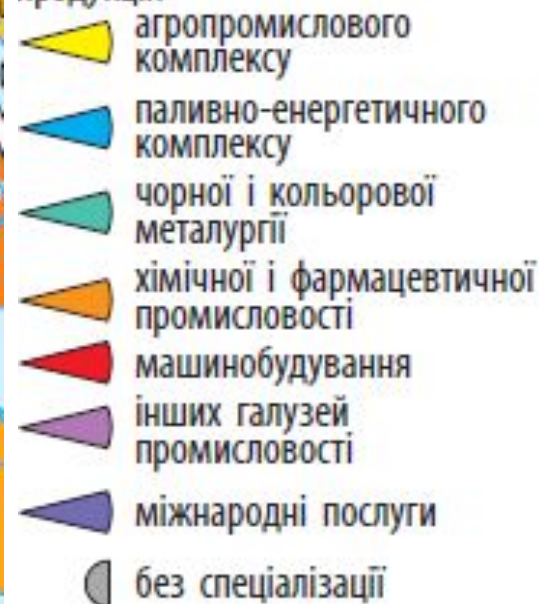 агропромислового
комплексу
паливно-енергетичного
комплексу
чорної і кольорової
металургії
хімічної і фармацевтичної
промисловості
машинобудування
інших галузей
промисловості
міжнародні послуги
без спеціалізації